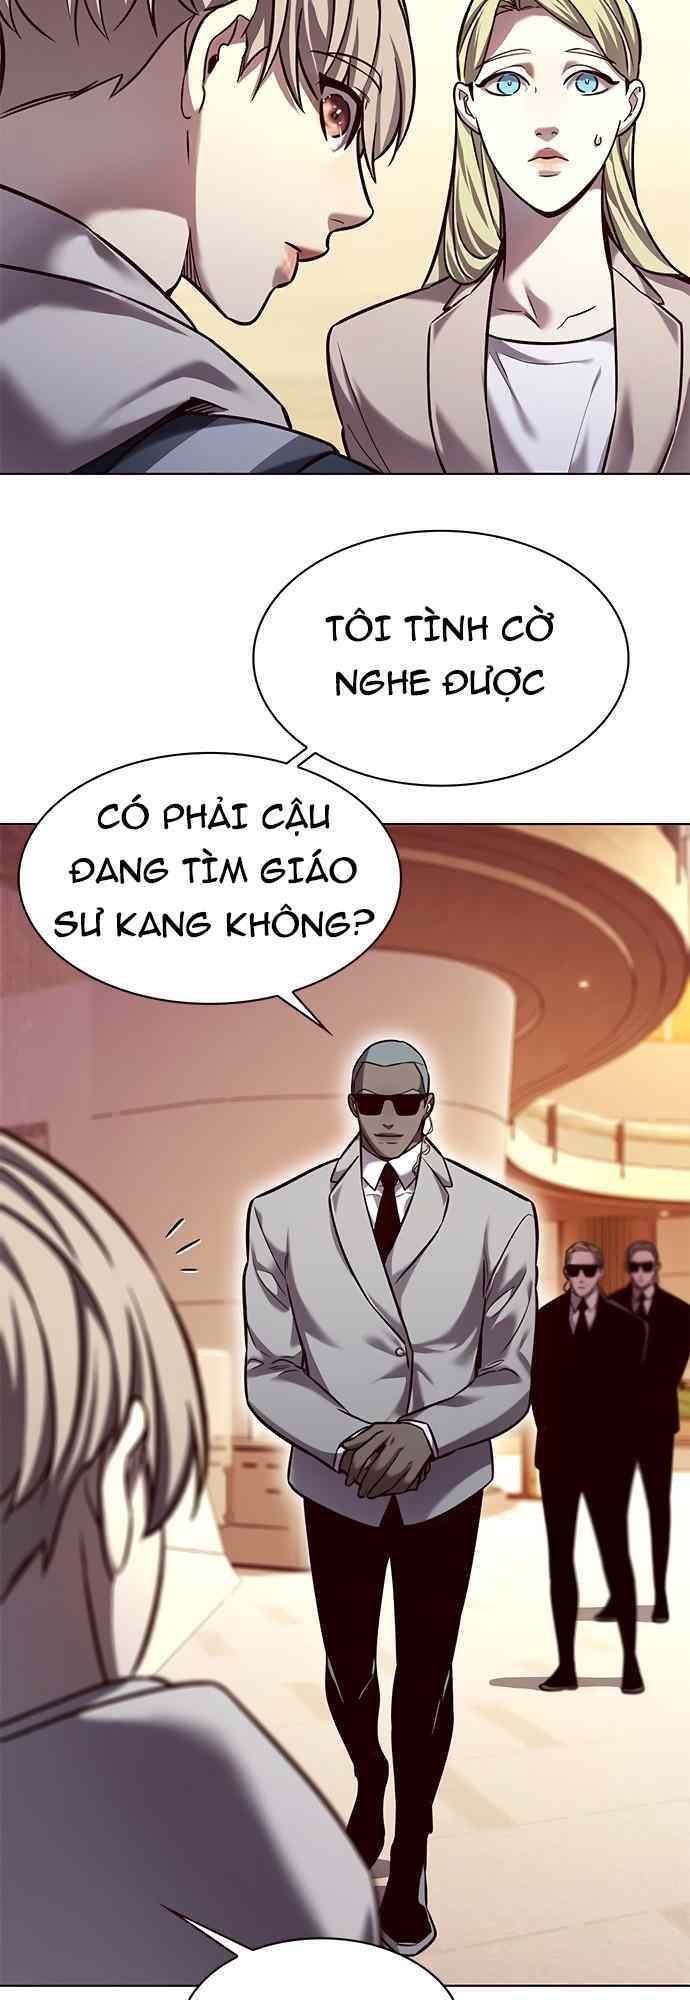 TÔI TÌNH CỜ
NGHE ĐƯỢC
CÓ PHẢI CẬU
ĐANG TÌM GIÁO
SƯ KANG KHÔNG?